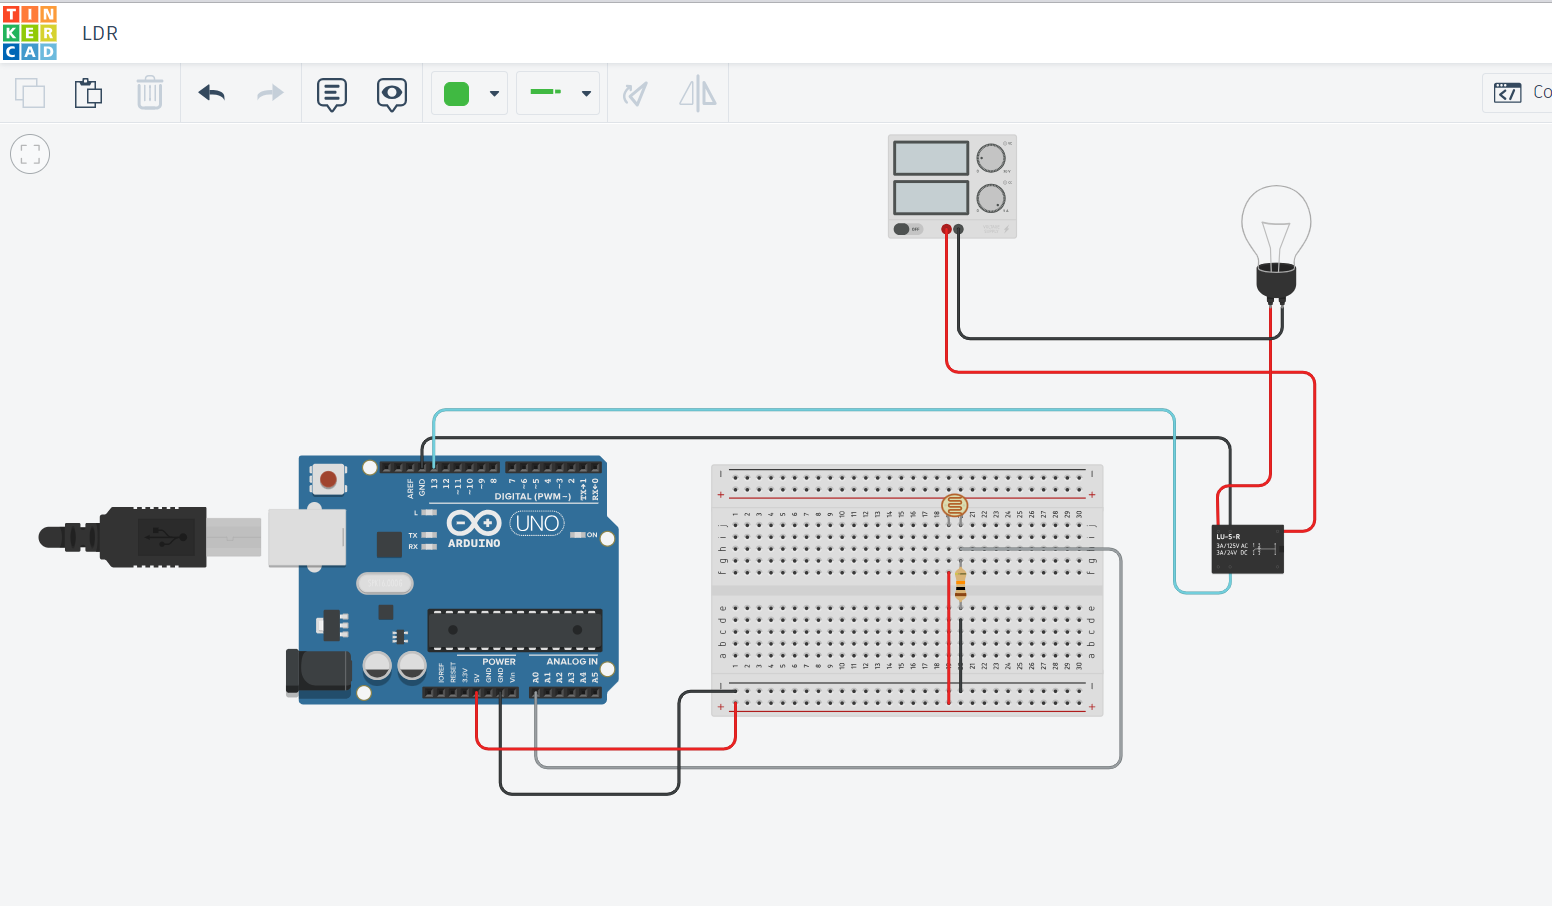 TIN
KER
CAD
LDR
Co
OFF
AREF
GND
13
12
~11
~10
~9
8
7
~6
~5
4
~3
2
TX→1
RX←0
DIGITAL (PWM~)
L
TX
RX
UNO
ON
ARDUINO
POWER
ANALOG IN
IOREF
RESET
3.3V
5V
GND
GND
Vin
A0
A1
A2
A3
A4
A5
1 2 3 4 5 6 7 8 9 10 11 12 13 14 15 16 17 18 21 22 23 24 25 26 27 28 29 30
j
i
h
g
f
e
d
c
b
a
LU-5-R
3A/125V AC
3A/24V DC